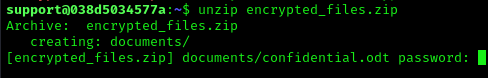 support@038d5034577a:~$ unzip encrypted_files.zip
Archive:  encrypted_files.zip
   creating: documents/
[encrypted_files.zip] documents/confidential.odt password: